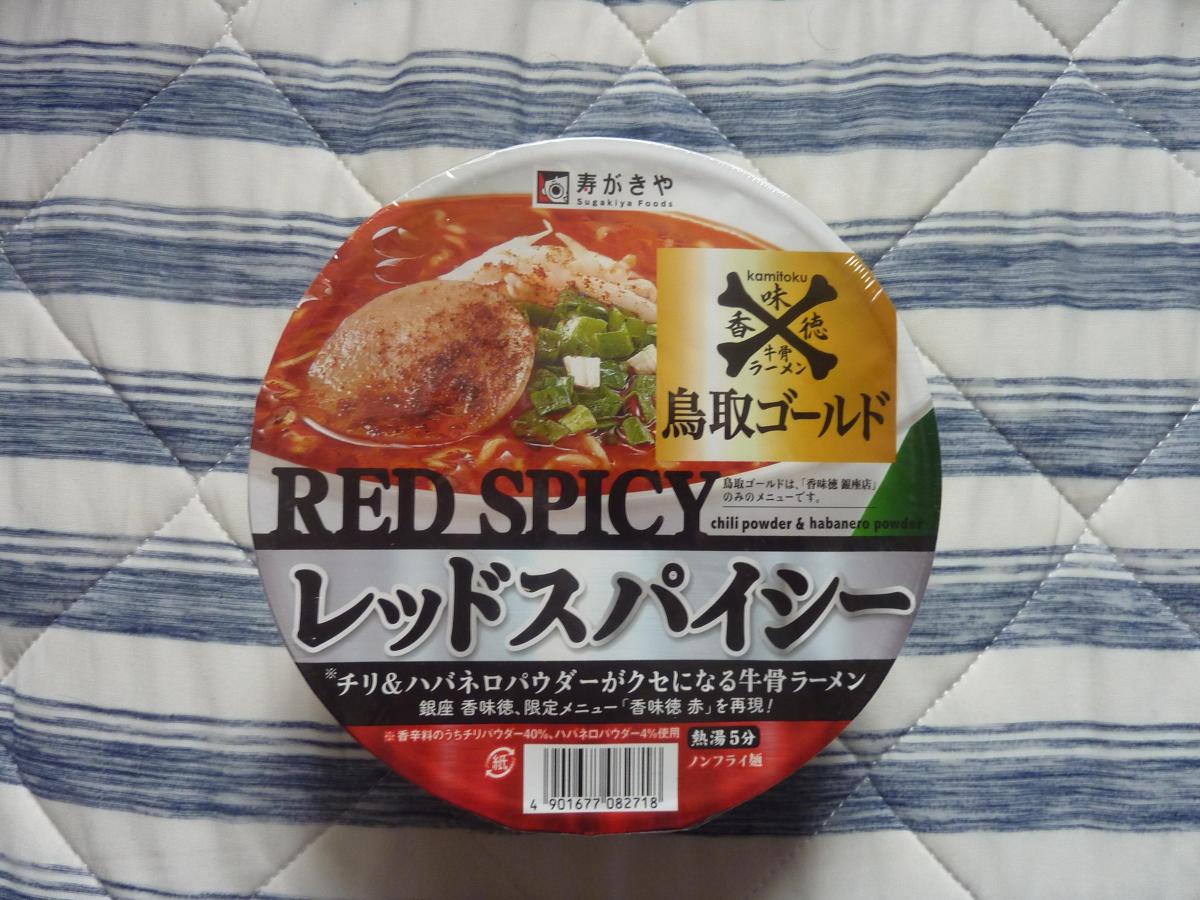 寿がきや
Sugakiya Foods
kamitoku
味
香 徳
牛骨
ラーメン
鳥取ゴールド
鳥取ゴールドは、「香味徳 銀座店」
のみのメニューです。
RED SPICY
chili powder & habanero powder
レッドスパイシー
※チリ&ハバネロパウダーがクセになる牛骨ラーメン
銀座 香味徳、限定メニュー「香味徳 赤」を再現!
※香辛料のうちチリパウダー40%、ハバネロパウダー4%使用
熱湯5分
紙
ノンフライ麺
4 901677 082718